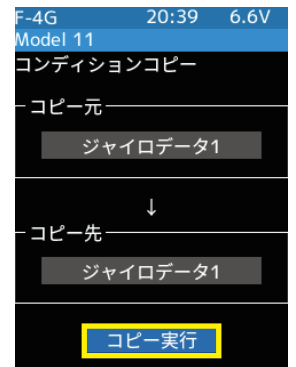 F-4G 20:39 6.6V
Model 11
コンディションコピー
コピー元
ジャイロデータ1
↓
コピー先
ジャイロデータ1
コピー実行